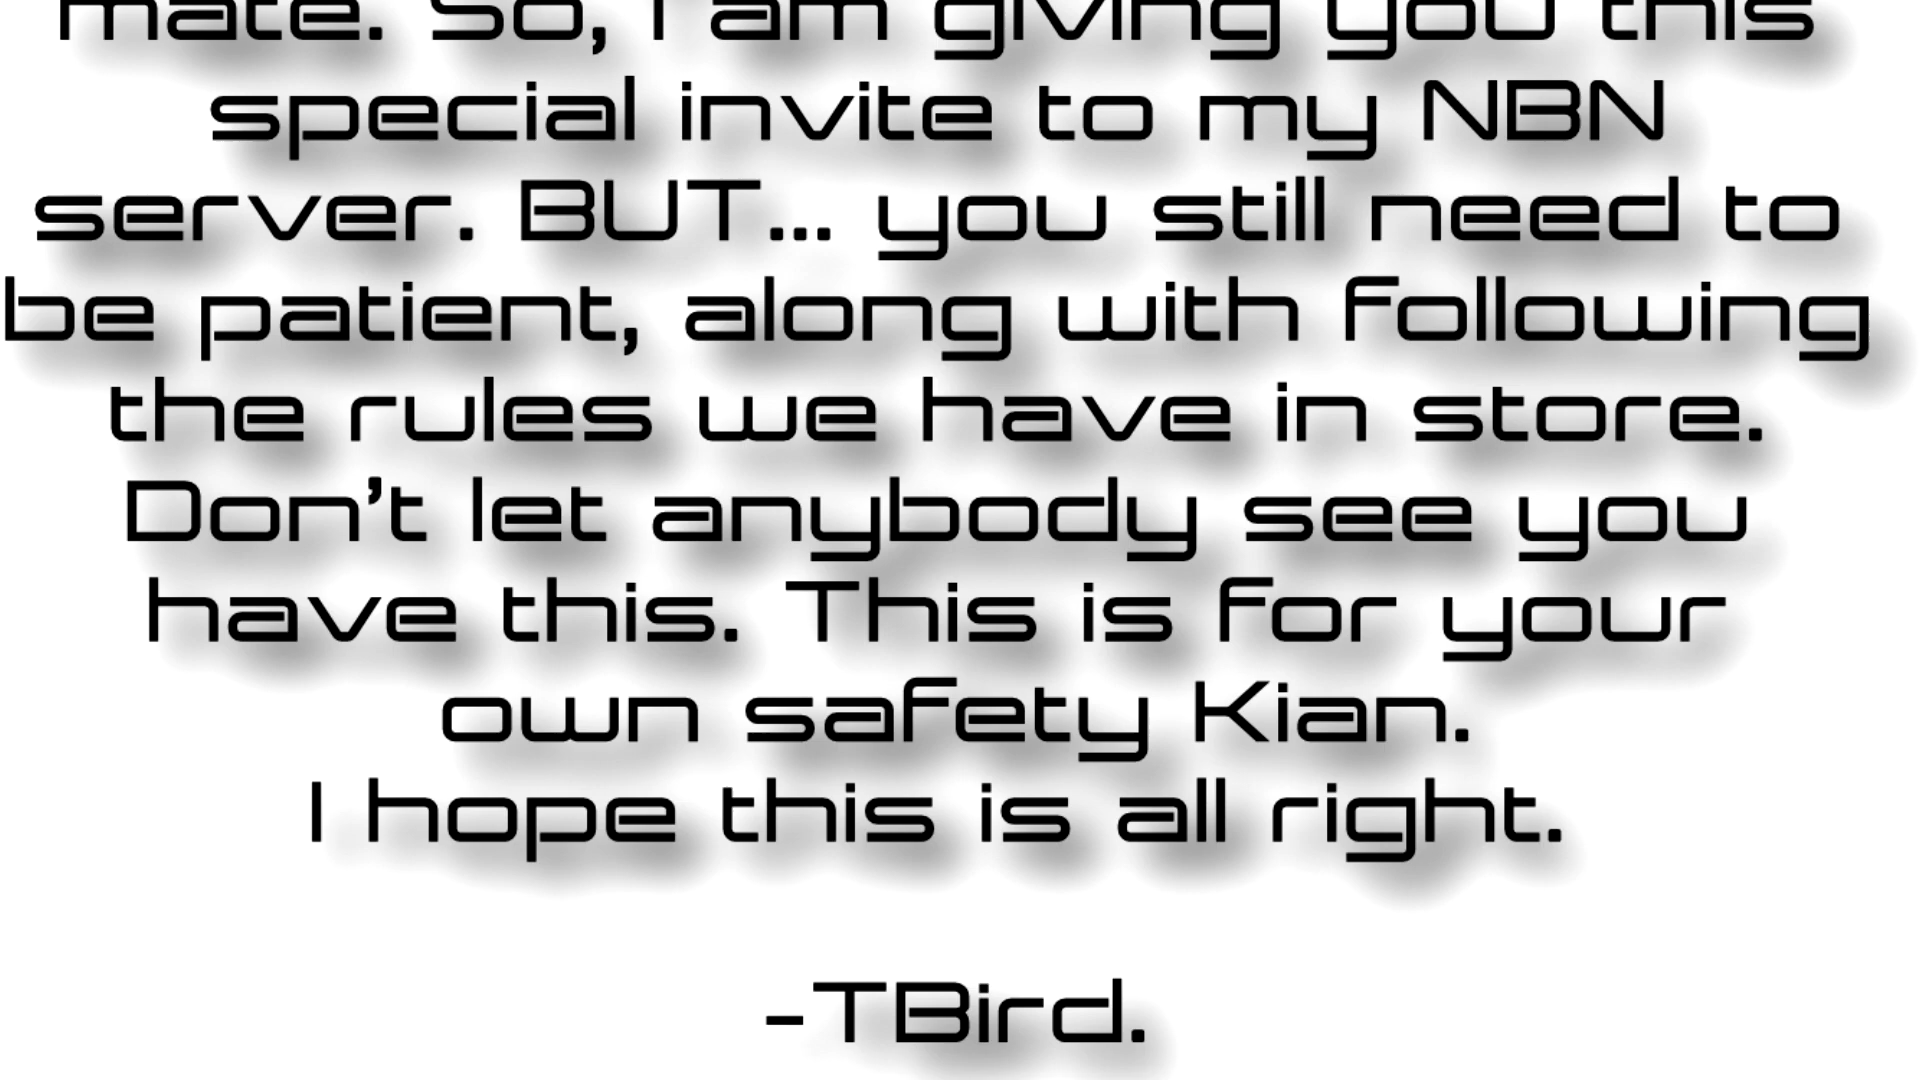 mate. So, I am giving you this
special invite to my NBN
server. BUT... you still need to
be patient, along with following
the rules we have in store.
Don't let anybody see you
have this. This is for your
own safety Kian.
I hope this is all right.
-TBird.